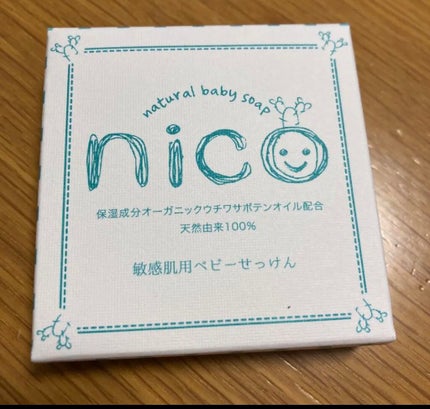 natural baby soap
nico
保湿成分オーガニックウチワサボテンオイル配合
天然由来100%
敏感肌用ベビーせっけん